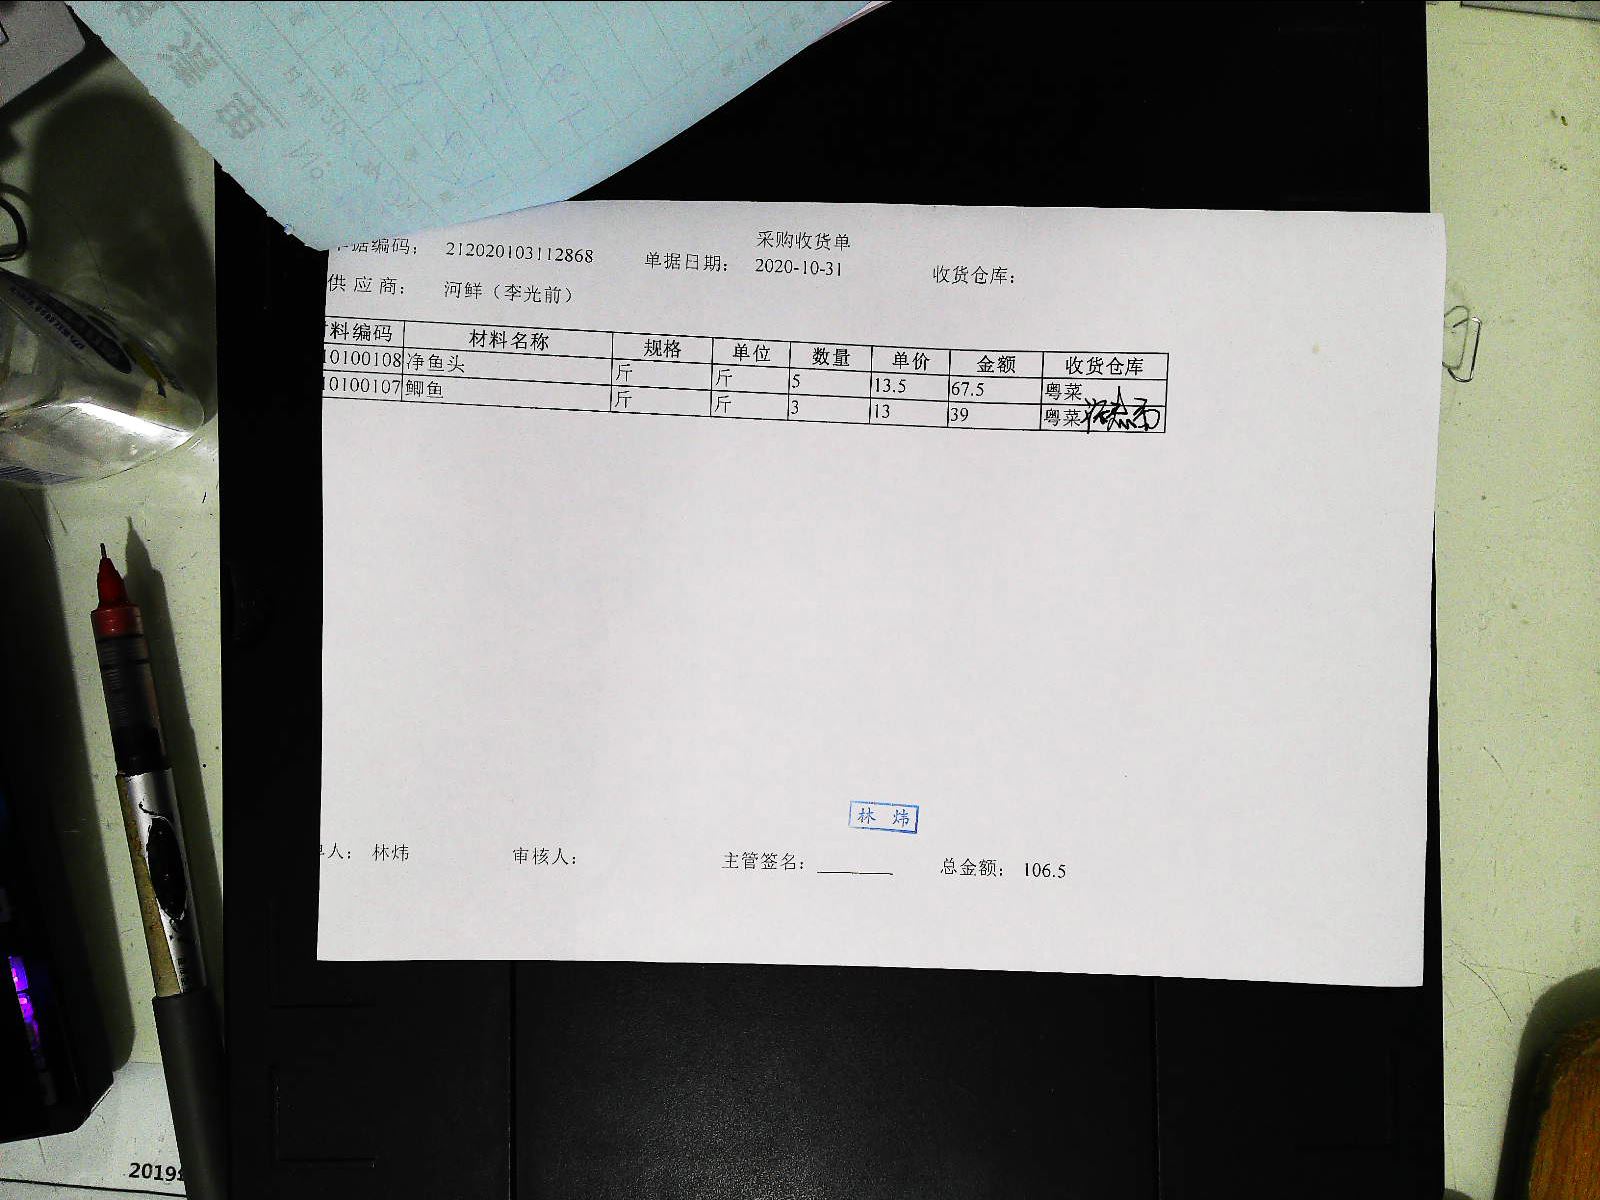 采购收货单
据编码： 212020103112868 单据日期： 2020-10-31 收货仓库：
供 应 商： 河鲜（李光前）
料编码 材料名称 规格 单位 数量 单价 金额 收货仓库
10100108 净鱼头 斤 斤 5 13.5 67.5 粤菜
10100107 鲫鱼 斤 斤 3 13 39 粤菜
林 炜
人： 林炜 审核人： 主管签名： 总金额： 106.5
2019